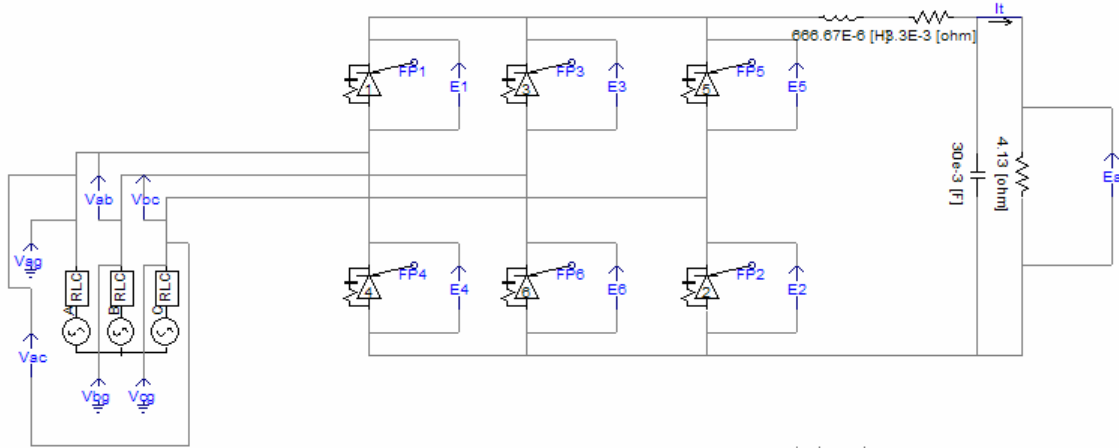 It
666.67E-6 [H]
3.3E-3 [ohm]
FP1
E1
FP3
E3
FP5
E5
1
3
5
30e-3 [F]
4.13 [ohm]
Ea
Vab
Vbc
Vag
FP4
E4
FP6
E6
FP2
E2
4
6
2
RLC
RLC
RLC
A
B
C
Vac
Vbg
Vcg